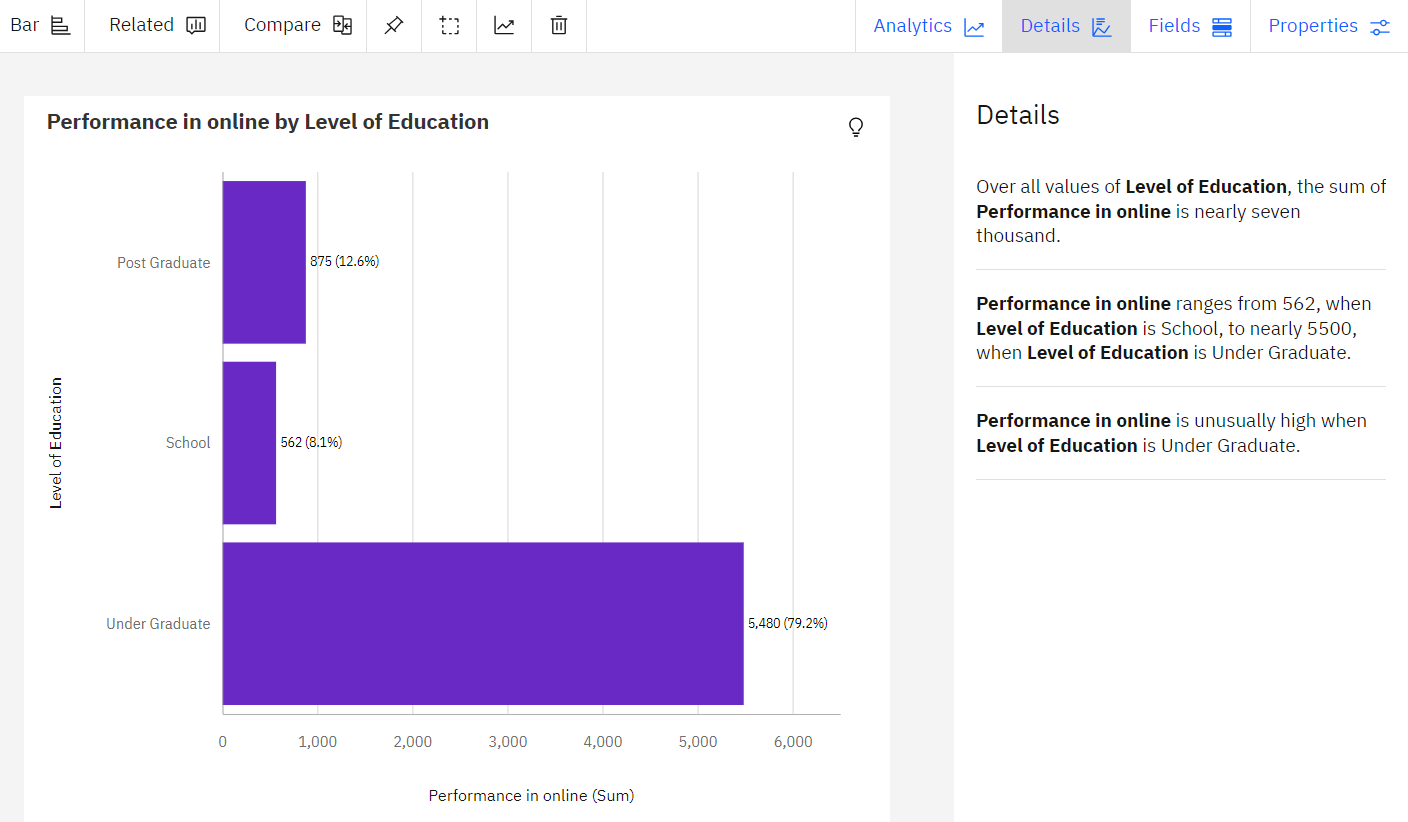 Bar Related Compare Analytics Details Fields Properties
Performance in online by Level of Education
Level of Education
Post Graduate 875 (12.6%)
School 562 (8.1%)
Under Graduate 5,480 (79.2%)
0 1,000 2,000 3,000 4,000 5,000 6,000
Performance in online (Sum)
Details
Over all values of Level of Education, the sum of
Performance in online is nearly seven
thousand.
Performance in online ranges from 562, when
Level of Education is School, to nearly 5500,
when Level of Education is Under Graduate.
Performance in online is unusually high when
Level of Education is Under Graduate.